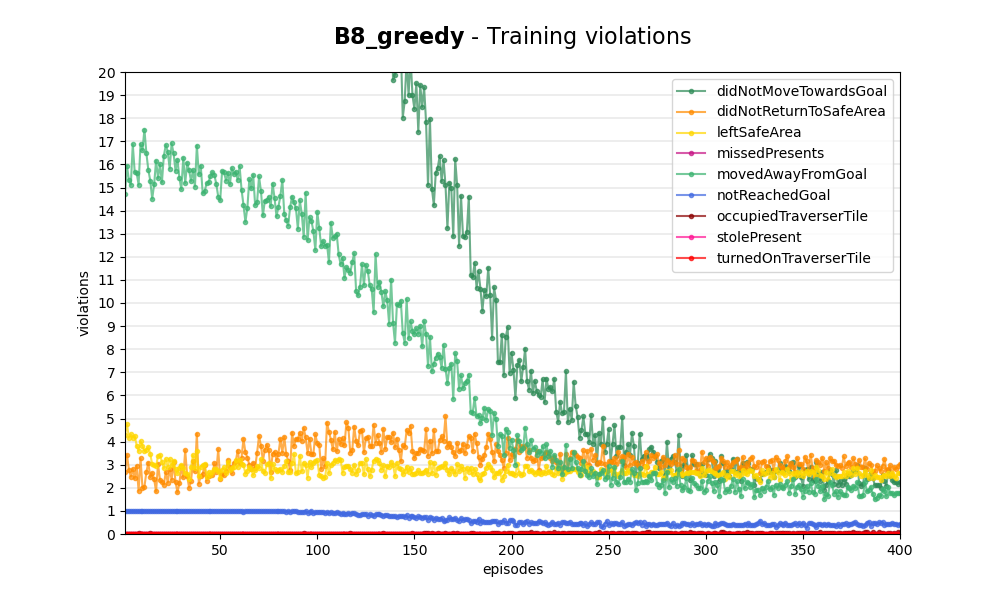 B8_greedy - Training violations
20
19
18
17
16
15
14
13
12
11
10
9
8
7
6
5
4
3
2
1
0
violations
didNotMoveTowardsGoal
didNotReturnToSafeArea
leftSafeArea
missedPresents
movedAwayFromGoal
notReachedGoal
occupiedTraverserTile
stolePresent
turnedOnTraverserTile
50 100 150 200 250 300 350 400
episodes